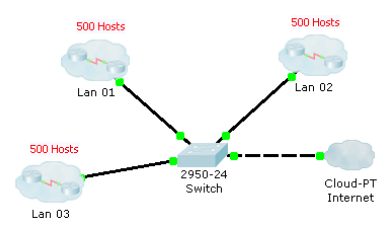 500 Hosts
Lan 01
500 Hosts
Lan 02
500 Hosts
Lan 03
2950-24
Switch
Cloud-PT
Internet